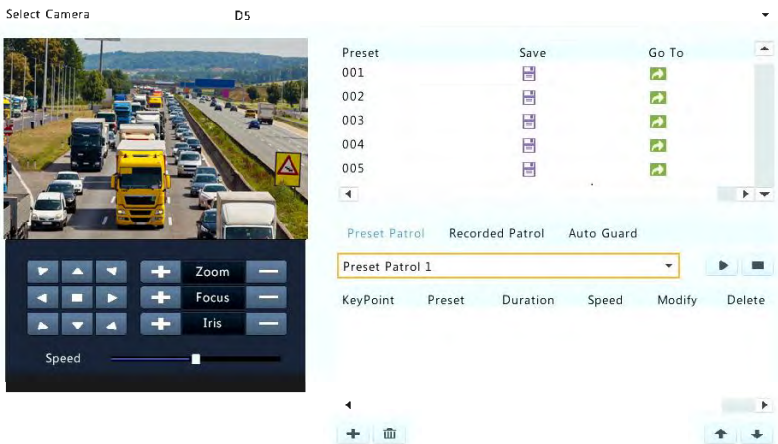 Select Camera D5
Preset Save Go To
001
002
003
004
005
Preset Patrol Recorded Patrol Auto Guard
Preset Patrol 1
KeyPoint Preset Duration Speed Modify Delete
Zoom
Focus
Iris
Speed